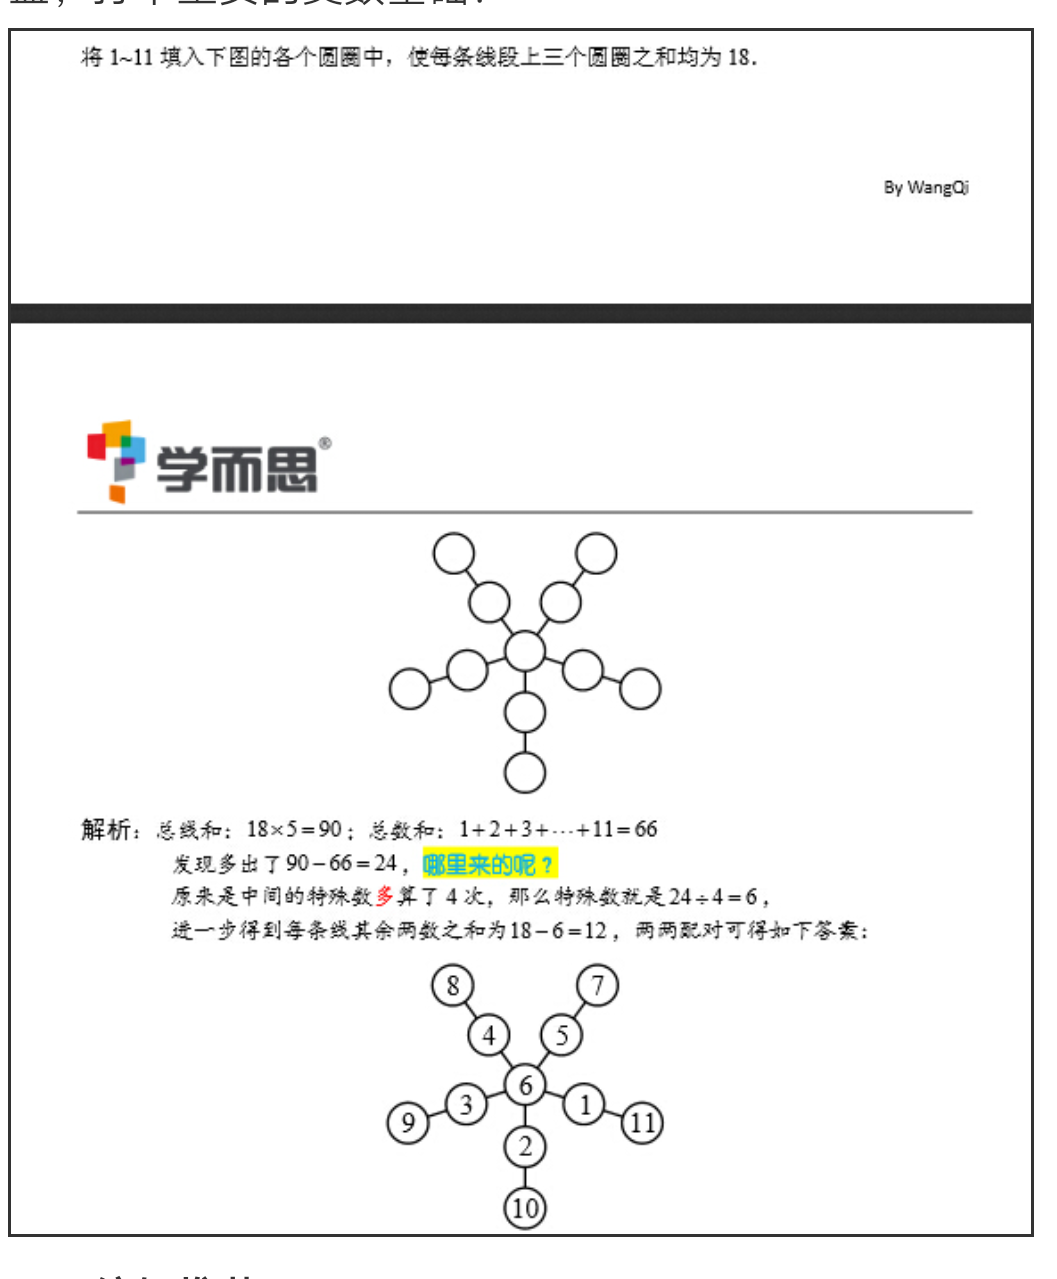 将 1~11 填入下图的各个圆圈中，使每条线段上三个圆圈之和均为 18.
By WangQi
学而思®
解析：总线和：18×5=90；总数和：1+2+3+⋯+11=66
发现多出了90−66=24，哪里来的呢？
原来是中间的特殊数多算了 4 次，那么特殊数就是24÷4=6，
进一步得到每条线其余两数之和为18−6=12，两两配对可得如下答案：
8
7
4
5
6
3
1
9
11
2
10